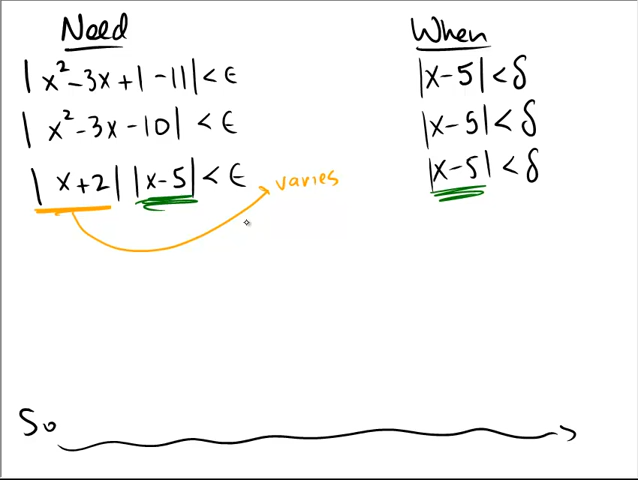 Need When
| x²-3x+1 -11| < ε |x-5| < δ
| x²-3x-10| < ε |x-5| < δ
| x+2| |x-5| < ε varies |x-5| < δ
So